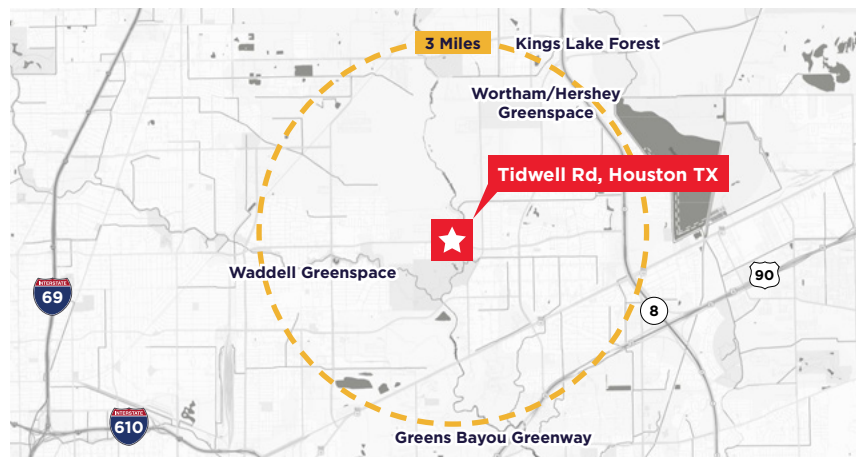 3 Miles
Kings Lake Forest
Wortham/Hershey
Greenspace
Tidwell Rd, Houston TX
Waddell Greenspace
90
INTERSTATE
69
8
INTERSTATE
610
Greens Bayou Greenway